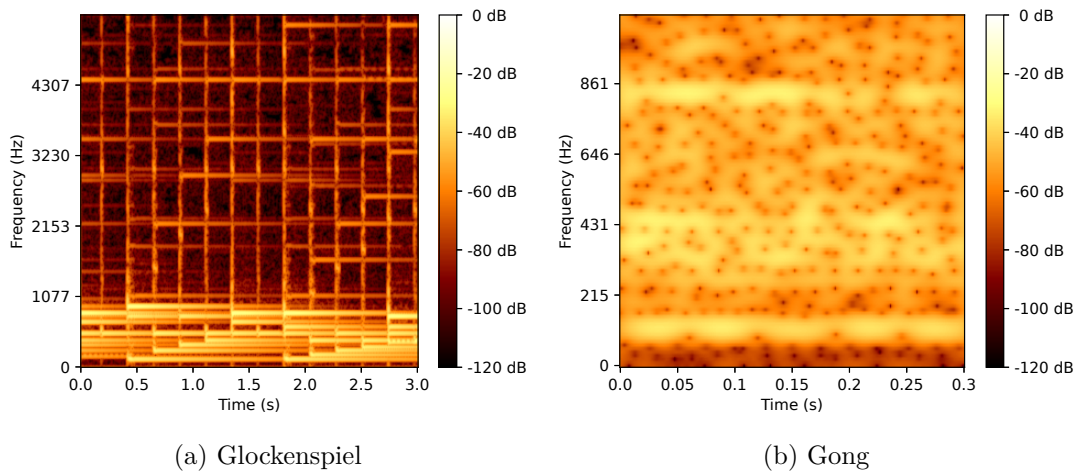 Frequency (Hz)
4307
3230
2153
1077
0
0.0 0.5 1.0 1.5 2.0 2.5 3.0
Time (s)
0 dB
-20 dB
-40 dB
-60 dB
-80 dB
-100 dB
-120 dB
(a) Glockenspiel
Frequency (Hz)
861
646
431
215
0
0.0 0.05 0.1 0.15 0.2 0.25 0.3
Time (s)
0 dB
-20 dB
-40 dB
-60 dB
-80 dB
-100 dB
-120 dB
(b) Gong